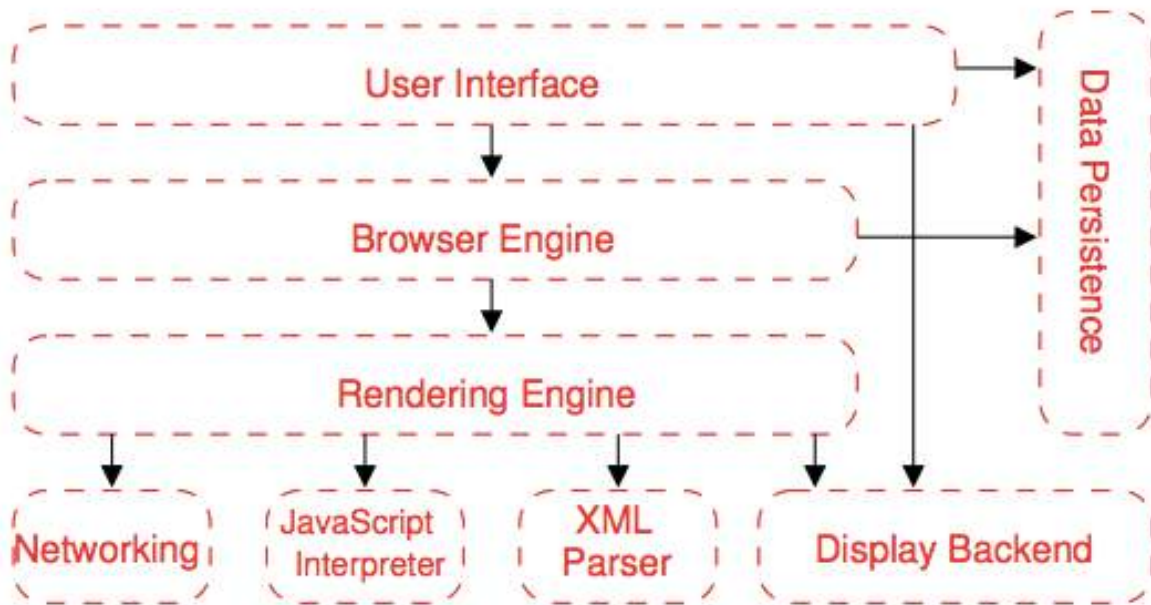 User Interface
Data Persistence
Browser Engine
Rendering Engine
Networking
JavaScript
Interpreter
XML
Parser
Display Backend